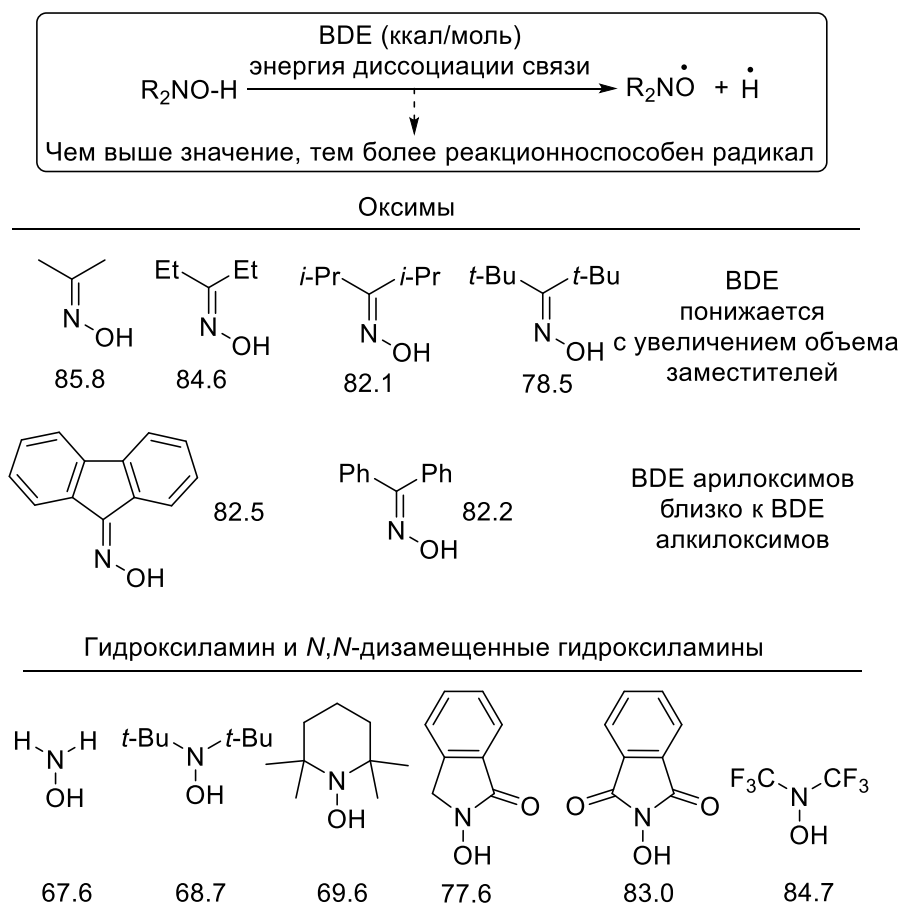 BDE (ккал/моль)
энергия диссоциации связи
R2NO-H
R2NȮ + Ḣ
Чем выше значение, тем более реакционноспособен радикал
Оксимы
N OH
85.8
Et Et
N OH
84.6
i-Pr i-Pr
N OH
82.1
t-Bu t-Bu
N OH
78.5
BDE
понижается
с увеличением объема
заместителей
N OH
82.5
Ph Ph
N OH
82.2
BDE арилоксимов
близко к BDE
алкилоксимов
Гидроксиламин и N,N-дизамещенные гидроксиламины
H H
N
OH
67.6
t-Bu t-Bu
N
OH
68.7
N
OH
69.6
O
N
OH
77.6
O O
N
OH
83.0
F3C CF3
N
OH
84.7